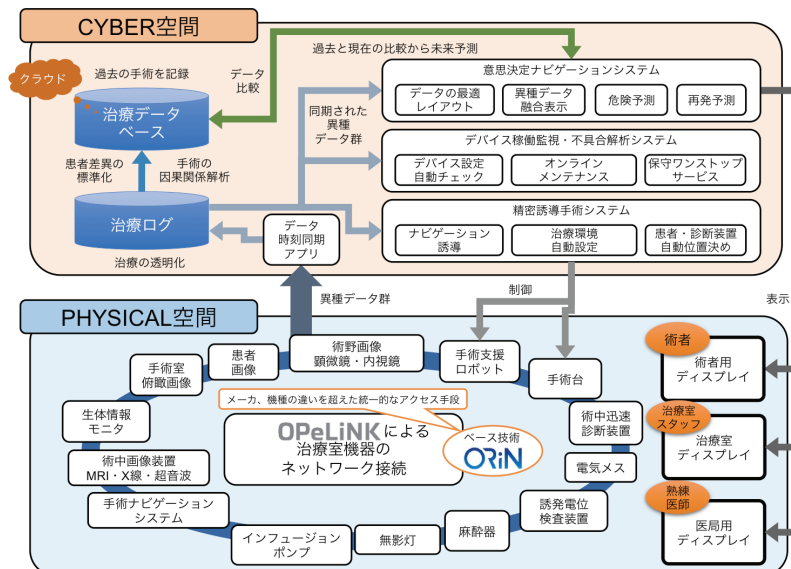 CYBER空間
過去と現在の比較から未来予測
クラウド
過去の手術を記録
データ
比較
治療データ
ベース
同期された
異種
データ群
患者差異の
標準化
手術の
因果関係解析
治療ログ
治療の透明化
データ
時刻同期
アプリ
意思決定ナビゲーションシステム
データの最適
レイアウト
異種データ
融合表示
危険予測
再発予測
デバイス稼働監視・不具合解析システム
デバイス設定
自動チェック
オンライン
メンテナンス
保守ワンストップ
サービス
精密誘導手術システム
ナビゲーション
誘導
治療環境
自動設定
患者・診断装置
自動位置決め
異種データ群
制御
表示
PHYSICAL空間
術野画像
顕微鏡・内視鏡
患者
画像
手術室
俯瞰画像
生体情報
モニタ
術中画像装置
MRI・X線・超音波
手術ナビゲーション
システム
インフュージョン
ポンプ
無影灯
麻酔器
誘発電位
検査装置
電気メス
術中迅速
診断装置
手術台
手術支援
ロボット
メーカ、機種の違いを超えた統一的なアクセス手段
OPeLiNKによる
治療室機器の
ネットワーク接続
ベース技術
ORiN
術者
術者用
ディスプレイ
治療室
スタッフ
治療室
ディスプレイ
熟練
医師
医局用
ディスプレイ